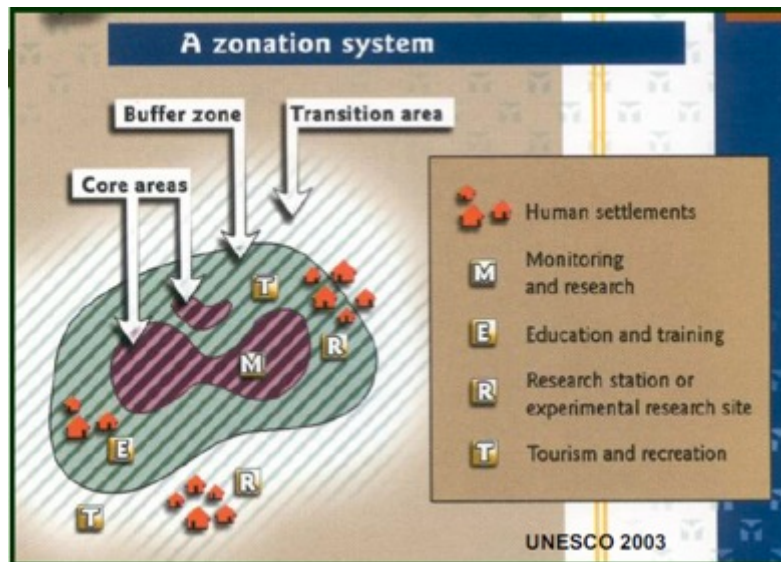 A zonation system
Buffer zone
Transition area
Core areas
Human settlements
M
Monitoring
and research
E
Education and training
R
Research station or
experimental research site
T
Tourism and recreation
T
R
M
E
R
T
UNESCO 2003